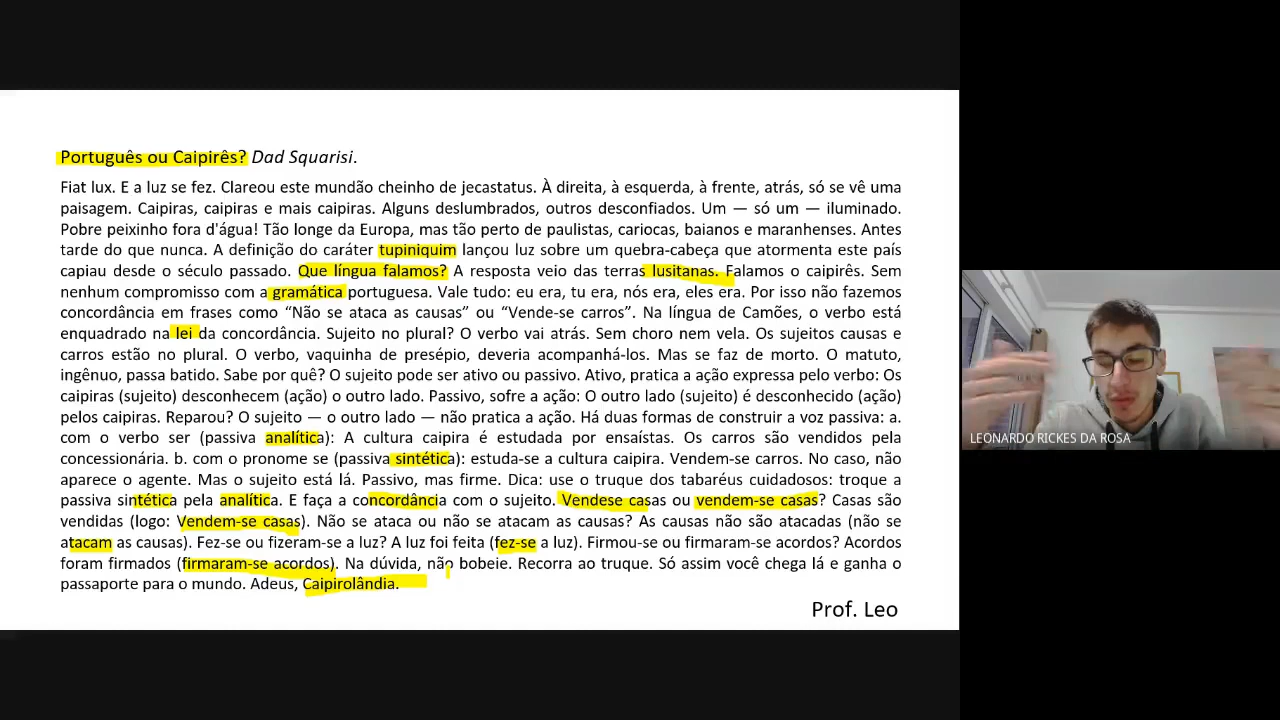 Português ou Caipirês? Dad Squarisi.
Fiat lux. E a luz se fez. Clareou este mundão cheinho de jecastatus. À direita, à esquerda, à frente, atrás, só se vê uma
paisagem. Caipiras, caipiras e mais caipiras. Alguns deslumbrados, outros desconfiados. Um — só um — iluminado.
Pobre peixinho fora d'água! Tão longe da Europa, mas tão perto de paulistas, cariocas, baianos e maranhenses. Antes
tarde do que nunca. A definição do caráter tupiniquim lançou luz sobre um quebra-cabeça que atormenta este país
capiau desde o século passado. Que língua falamos? A resposta veio das terras lusitanas. Falamos o caipirês. Sem
nenhum compromisso com a gramática portuguesa. Vale tudo: eu era, tu era, nós era, eles era. Por isso não fazemos
concordância em frases como “Não se ataca as causas” ou “Vende-se carros”. Na língua de Camões, o verbo está
enquadrado na lei da concordância. Sujeito no plural? O verbo vai atrás. Sem choro nem vela. Os sujeitos causas e
carros estão no plural. O verbo, vaquinha de presépio, deveria acompanhá-los. Mas se faz de morto. O matuto,
ingênuo, passa batido. Sabe por quê? O sujeito pode ser ativo ou passivo. Ativo, pratica a ação expressa pelo verbo: Os
caipiras (sujeito) desconhecem (ação) o outro lado. Passivo, sofre a ação: O outro lado (sujeito) é desconhecido (ação)
pelos caipiras. Reparou? O sujeito — o outro lado — não pratica a ação. Há duas formas de construir a voz passiva: a.
com o verbo ser (passiva analítica): A cultura caipira é estudada por ensaístas. Os carros são vendidos pela
concessionária. b. com o pronome se (passiva sintética): estuda-se a cultura caipira. Vendem-se carros. No caso, não
aparece o agente. Mas o sujeito está lá. Passivo, mas firme. Dica: use o truque dos tabaréus cuidadosos: troque a
passiva sintética pela analítica. E faça a concordância com o sujeito. Vendese casas ou vendem-se casas? Casas são
vendidas (logo: Vendem-se casas). Não se ataca ou não se atacam as causas? As causas não são atacadas (não se
atacam as causas). Fez-se ou fizeram-se a luz? A luz foi feita (fez-se a luz). Firmou-se ou firmaram-se acordos? Acordos
foram firmados (firmaram-se acordos). Na dúvida, não bobeie. Recorra ao truque. Só assim você chega lá e ganha o
passaporte para o mundo. Adeus, Caipirolândia.
Prof. Leo
LEONARDO RICKES DA ROSA